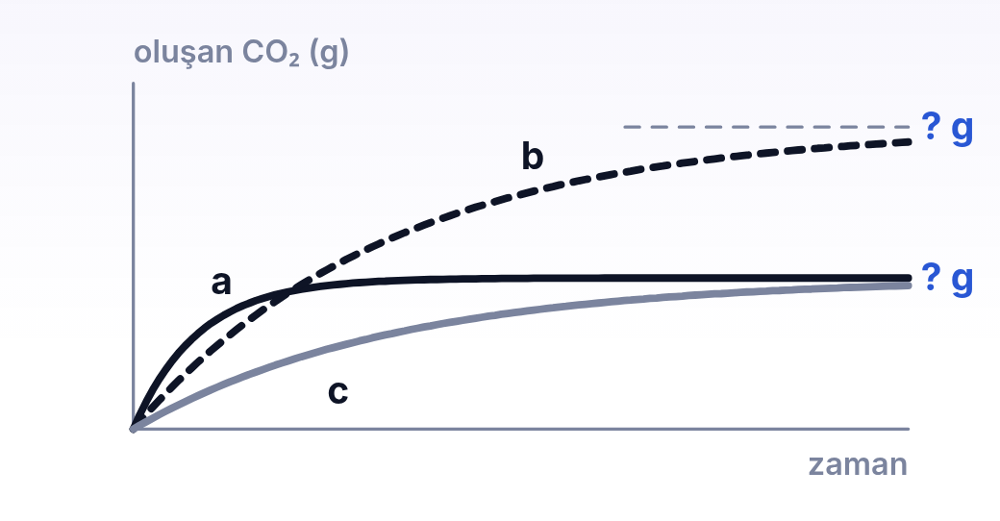 oluşan CO₂ (g)
? g
b
a
? g
c
zaman